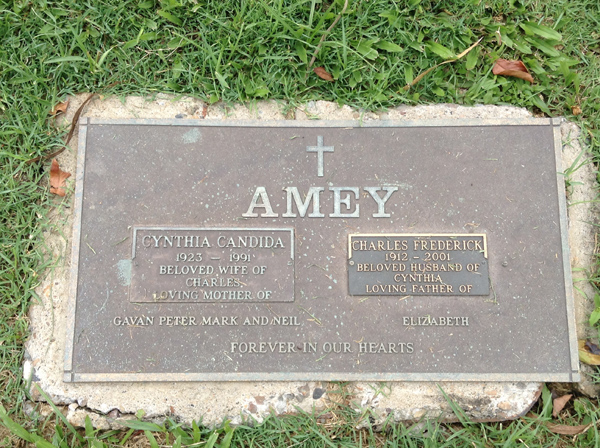 AMEY
CYNTHIA CANDIDA
1923 - 1991
BELOVED WIFE OF
CHARLES,
LOVING MOTHER OF
CHARLES FREDERICK
1912 - 2001
BELOVED HUSBAND OF
CYNTHIA
LOVING FATHER OF
GAVAN PETER MARK AND NEIL
ELIZABETH
FOREVER IN OUR HEARTS